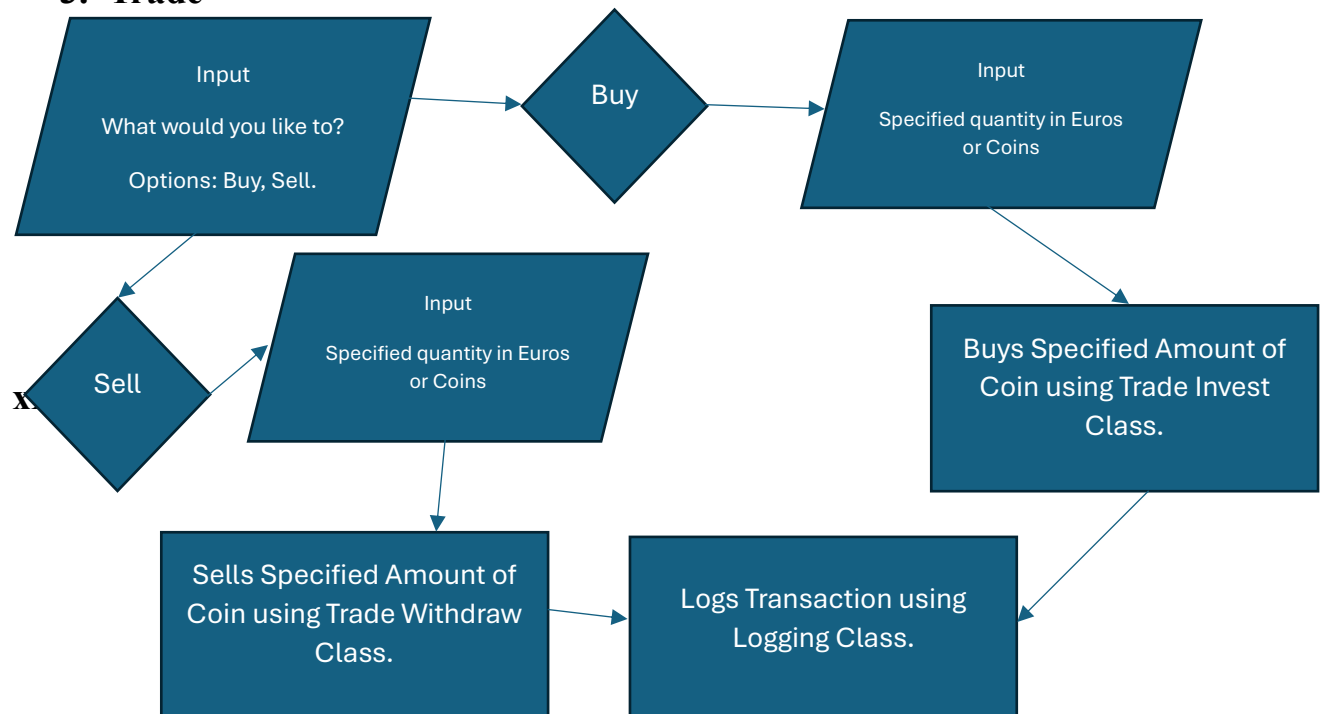 Trade
Input
What would you like to?
Options: Buy, Sell.
Buy
Input
Specified quantity in Euros
or Coins
Sell
Input
Specified quantity in Euros
or Coins
Buys Specified Amount of
Coin using Trade Invest
Class.
Sells Specified Amount of
Coin using Trade Withdraw
Class.
Logs Transaction using
Logging Class.